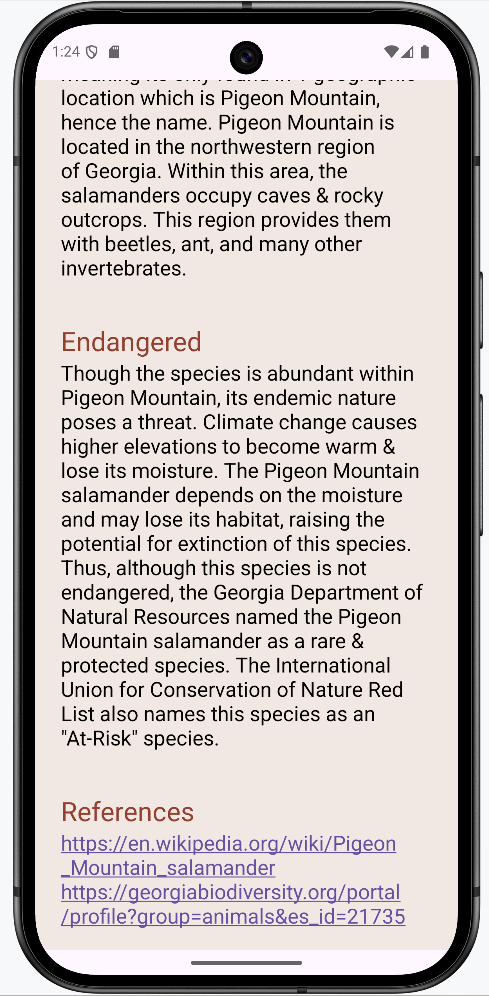 1:24
location which is Pigeon Mountain,
hence the name. Pigeon Mountain is
located in the northwestern region
of Georgia. Within this area, the
salamanders occupy caves & rocky
outcrops. This region provides them
with beetles, ant, and many other
invertebrates.
Endangered
Though the species is abundant within
Pigeon Mountain, its endemic nature
poses a threat. Climate change causes
higher elevations to become warm &
lose its moisture. The Pigeon Mountain
salamander depends on the moisture
and may lose its habitat, raising the
potential for extinction of this species.
Thus, although this species is not
endangered, the Georgia Department of
Natural Resources named the Pigeon
Mountain salamander as a rare &
protected species. The International
Union for Conservation of Nature Red
List also names this species as an
"At-Risk" species.
References
https://en.wikipedia.org/wiki/Pigeon
_Mountain_salamander
https://georgiabiodiversity.org/portal
/profile?group=animals&es_id=21735